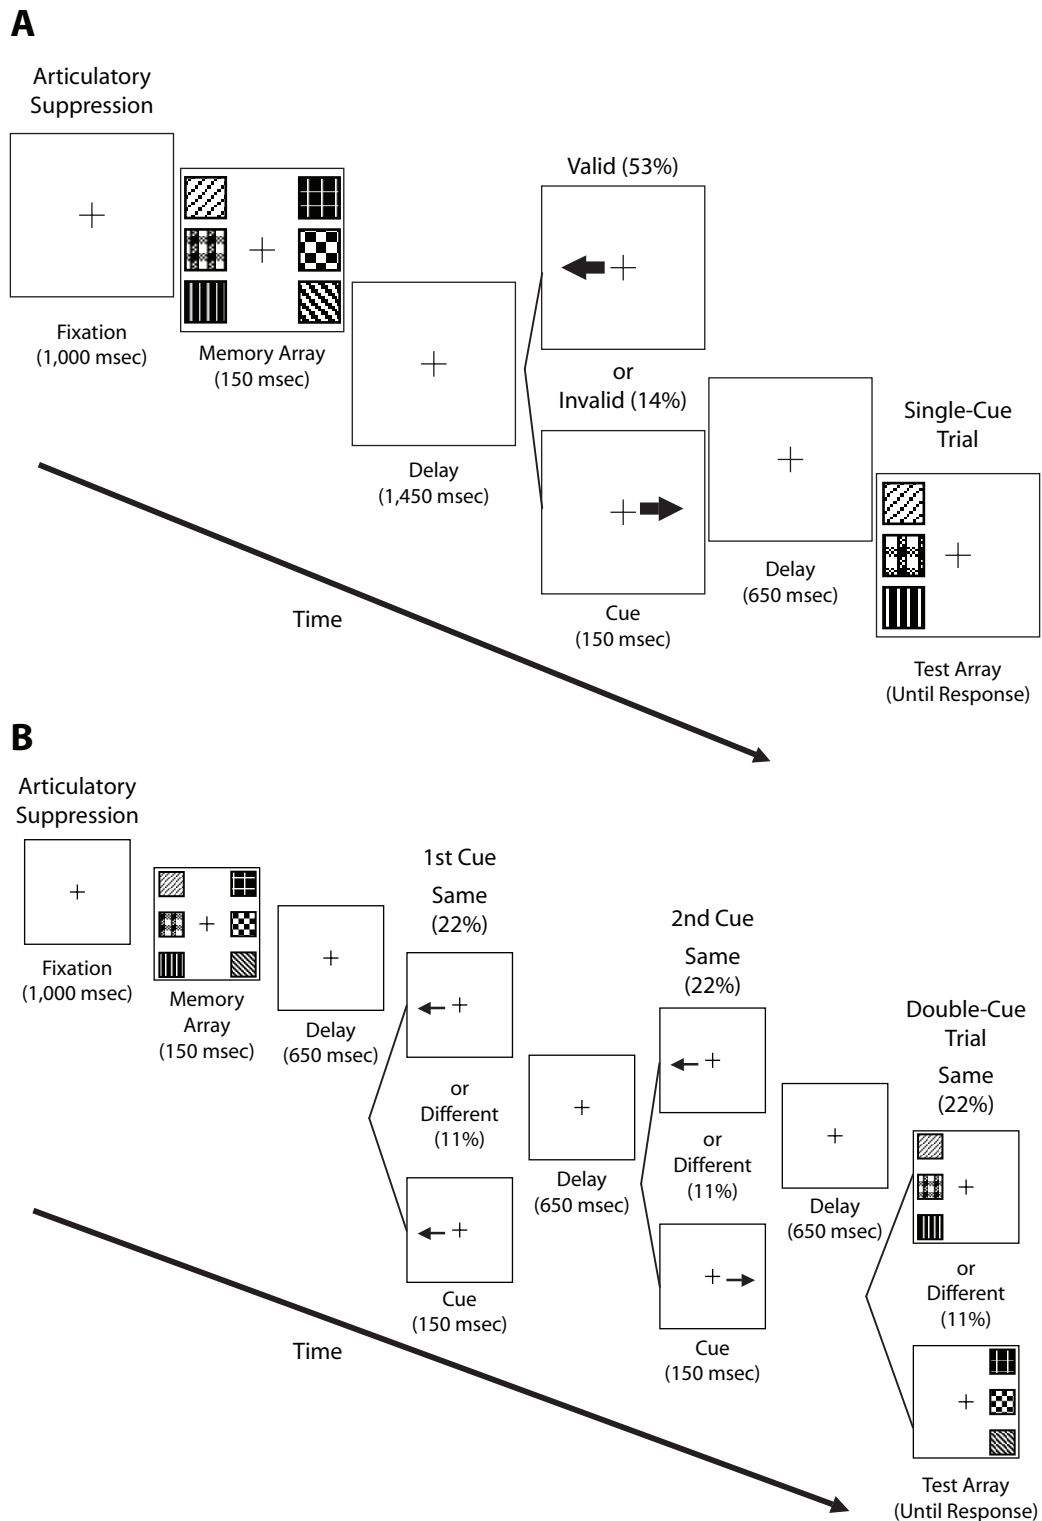 A
Articulatory
Suppression
Fixation
(1,000 msec)
Memory Array
(150 msec)
Delay
(1,450 msec)
Valid (53%)
or
Invalid (14%)
Cue
(150 msec)
Delay
(650 msec)
Single-Cue
Trial
Test Array
(Until Response)
Time
B
Articulatory
Suppression
Fixation
(1,000 msec)
Memory
Array
(150 msec)
Delay
(650 msec)
1st Cue
Same
(22%)
or
Different
(11%)
Cue
(150 msec)
Delay
(650 msec)
2nd Cue
Same
(22%)
or
Different
(11%)
Cue
(150 msec)
Delay
(650 msec)
Double-Cue
Trial
Same
(22%)
or
Different
(11%)
Test Array
(Until Response)
Time